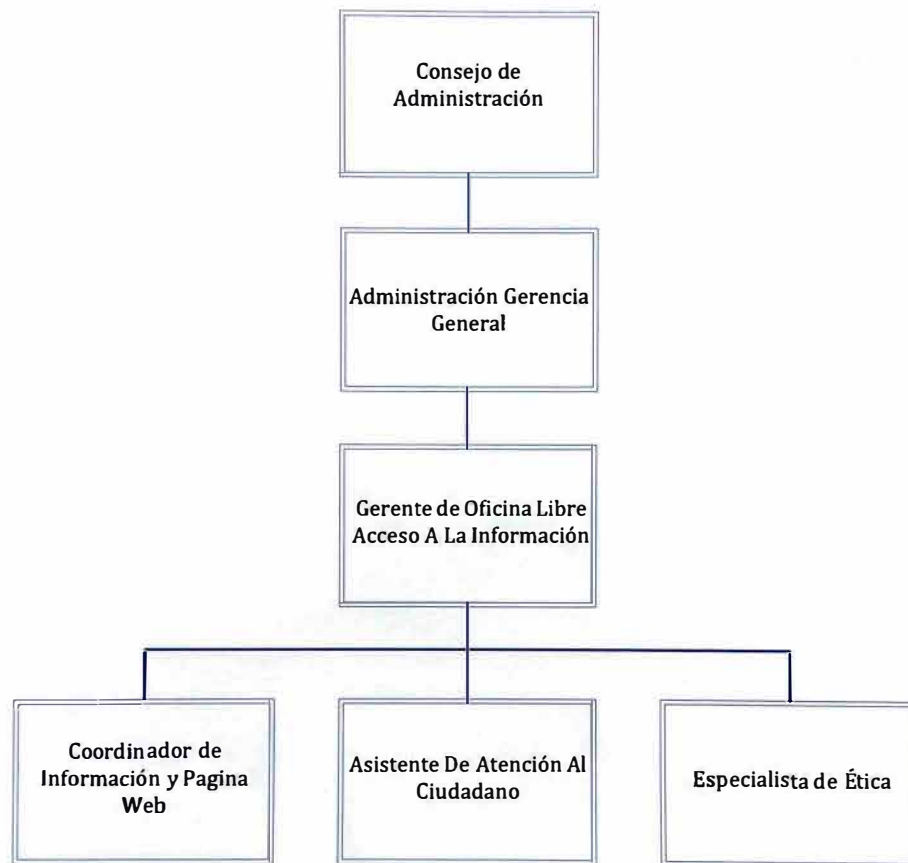 Consejo de
Administración
Administración Gerencia
General
Gerente de Oficina Libre
Acceso A La Información
Coordinador de
Información y Pagina
Web
Asistente De Atención Al
Ciudadano
Especialista de Ética